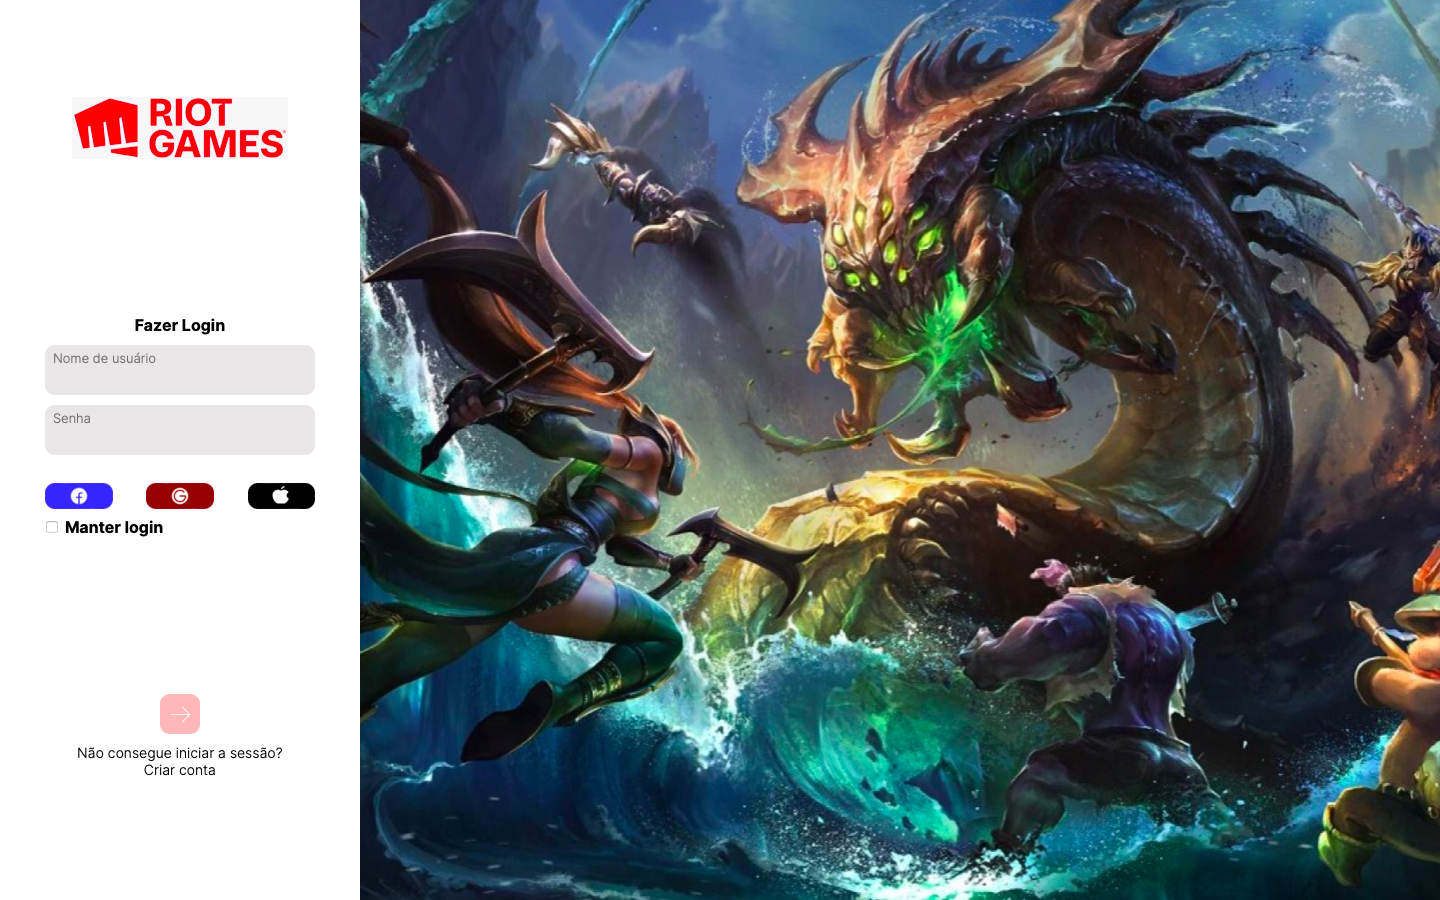 RIOT
GAMES
Fazer Login
Nome de usuário
Senha
Manter login
Não consegue iniciar a sessão?
Criar conta